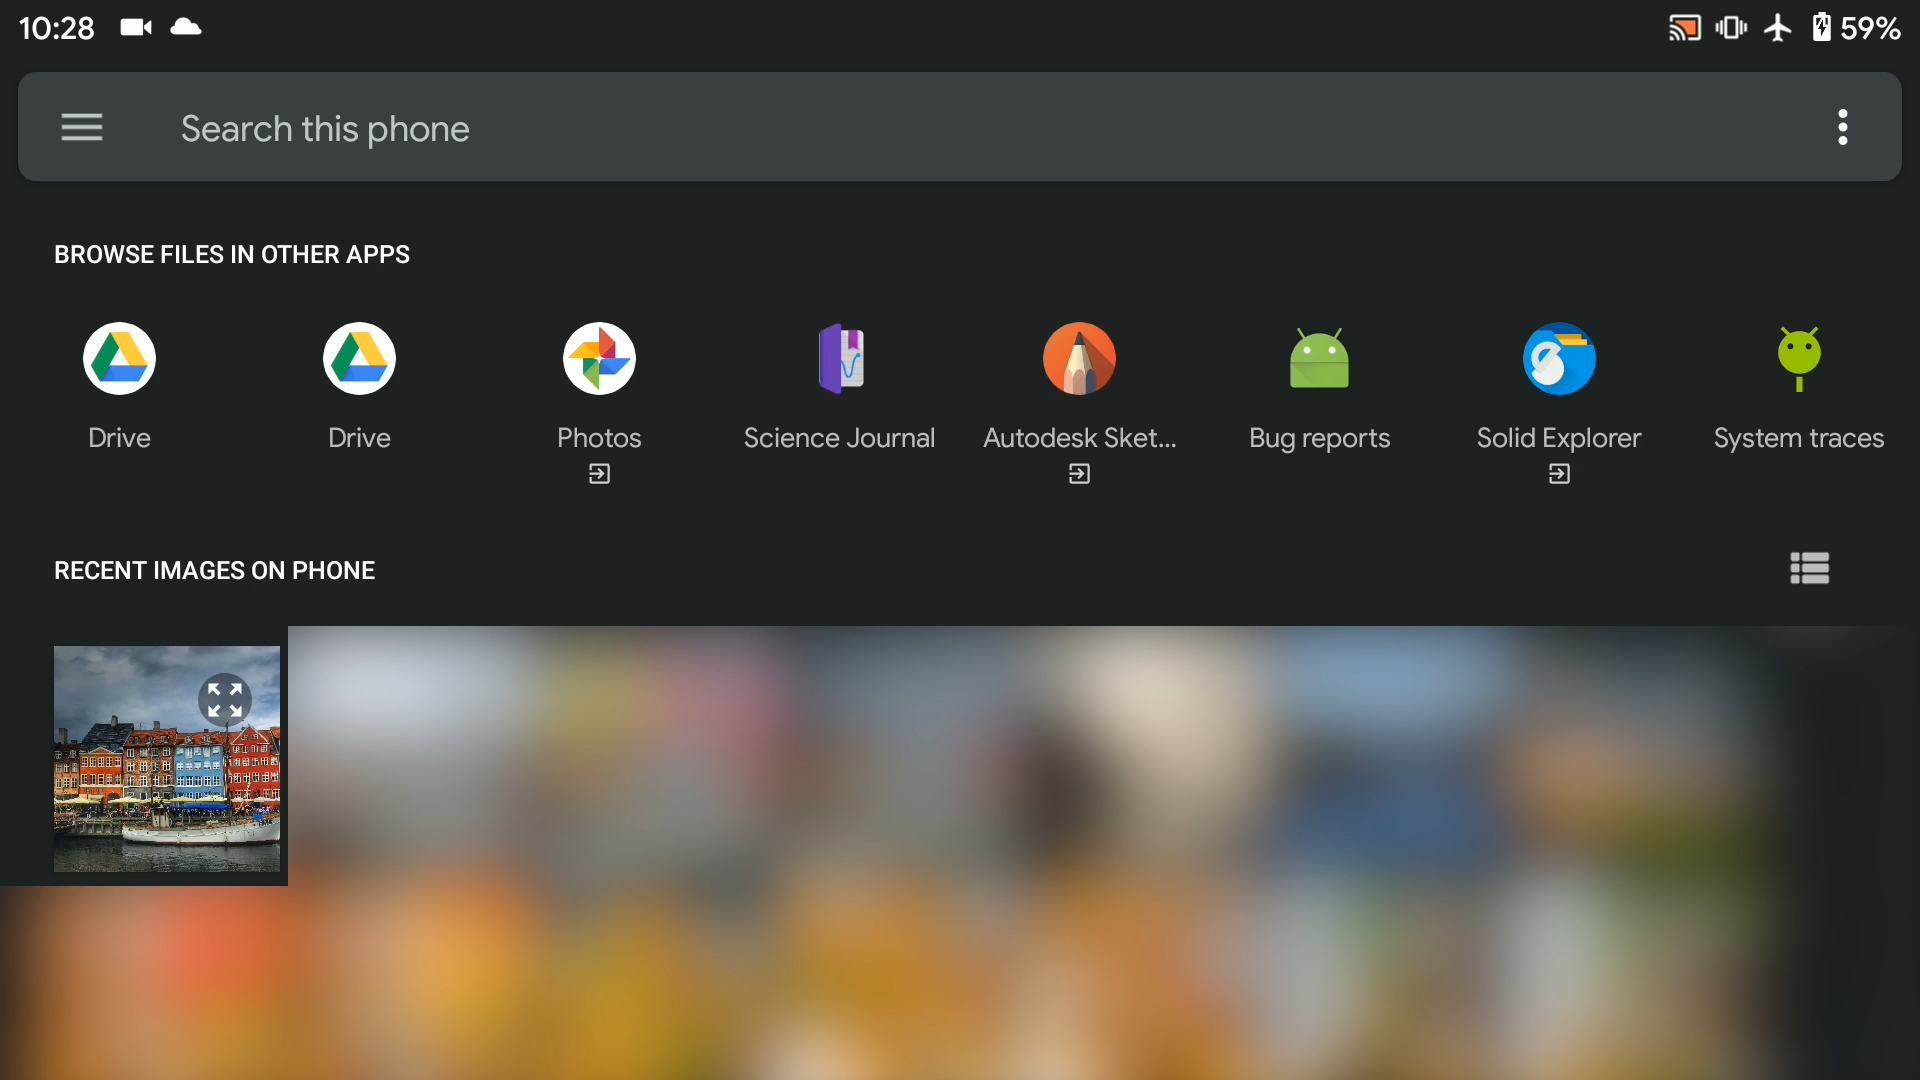 10:28 59%
Search this phone
BROWSE FILES IN OTHER APPS
Drive Drive Photos Science Journal Autodesk Sket... Bug reports Solid Explorer System traces
RECENT IMAGES ON PHONE